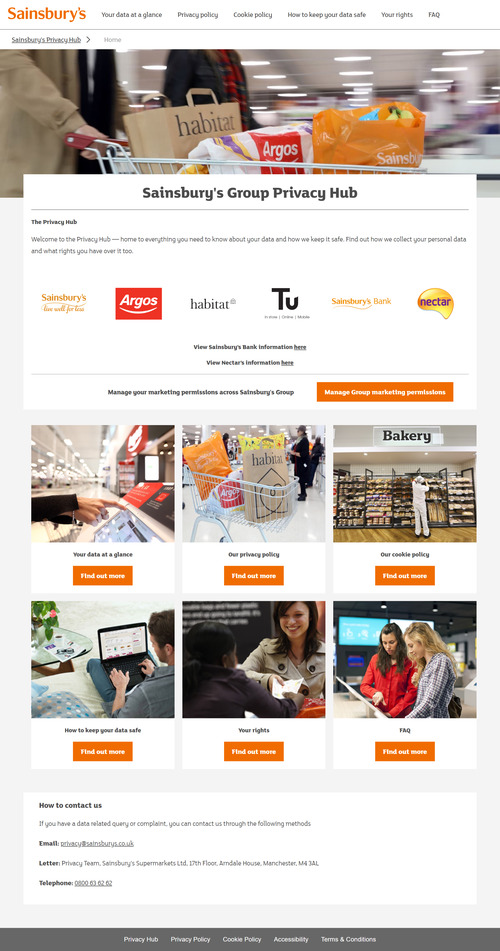 Sainsbury's
Your data at a glance
Privacy policy
Cookie policy
How to keep your data safe
Your rights
FAQ
Sainsbury's Privacy Hub
Home
habitat
Argos
Sainsbu
Sainsbury's Group Privacy Hub
The Privacy Hub
Welcome to the Privacy Hub — home to everything you need to know about your data and how we keep it safe. Find out how we collect your personal data
and what rights you have over it too.
Sainsbury's
live well for less
Argos
habitat
Tu
In store | Online | Mobile
Sainsbury's Bank
nectar
View Sainsbury's Bank information here
View Nectar's information here
Manage your marketing permissions across Sainsbury's Group
Manage Group marketing permissions
Argos
habitat
Bakery
Your data at a glance
Our privacy policy
Our cookie policy
Find out more
Find out more
Find out more
How to keep your data safe
Your rights
FAQ
Find out more
Find out more
Find out more
How to contact us
If you have a data related query or complaint, you can contact us through the following methods
Email: privacy@sainsburys.co.uk
Letter: Privacy Team, Sainsbury's Supermarkets Ltd, 17th Floor, Arndale House, Manchester, M4 3AL
Telephone: 0800 63 62 62
Privacy Hub
Privacy Policy
Cookie Policy
Accessibility
Terms & Conditions